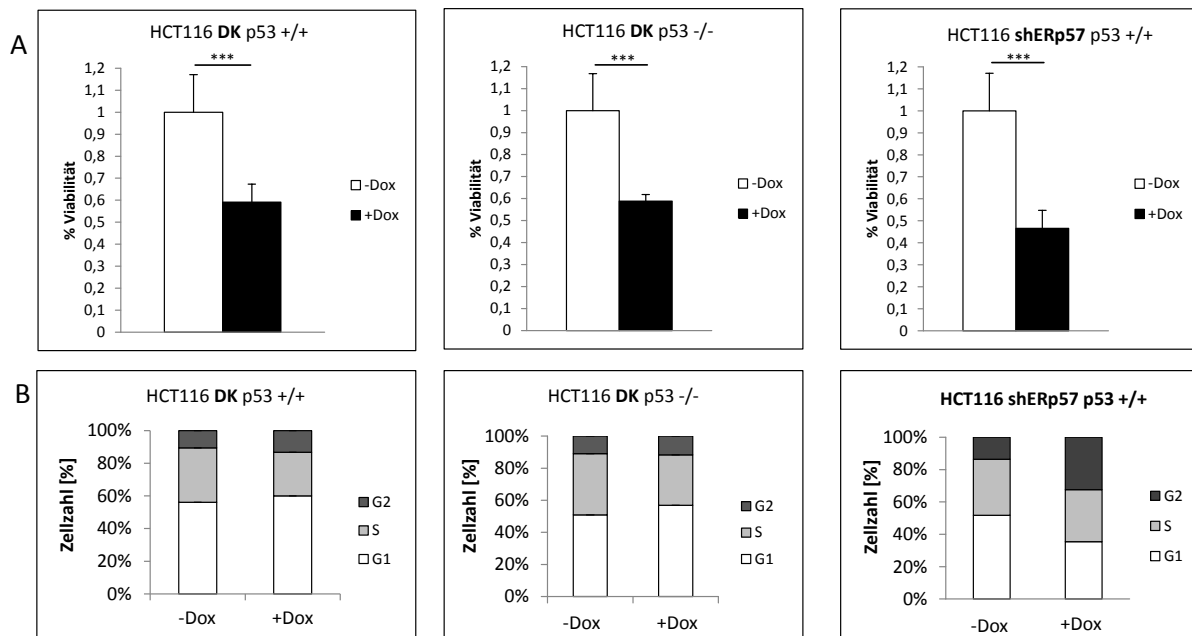 A
HCT116 DK p53 +/+
***
1,2
1,1
1
0,9
0,8
0,7
0,6
0,5
0,4
0,3
0,2
0,1
0
% Viabilität
-Dox
+Dox
HCT116 DK p53 -/-
***
1,2
1,1
1
0,9
0,8
0,7
0,6
0,5
0,4
0,3
0,2
0,1
0
% Viabilität
-Dox
+Dox
HCT116 shERp57 p53 +/+
***
1,2
1,1
1
0,9
0,8
0,7
0,6
0,5
0,4
0,3
0,2
0,1
0
% Viabilität
-Dox
+Dox
B
HCT116 DK p53 +/+
100%
80%
60%
40%
20%
0%
Zellzahl [%]
G2
S
G1
-Dox +Dox
HCT116 DK p53 -/-
100%
80%
60%
40%
20%
0%
Zellzahl [%]
G2
S
G1
-Dox +Dox
HCT116 shERp57 p53 +/+
100%
80%
60%
40%
20%
0%
Zellzahl [%]
G2
S
G1
-Dox +Dox